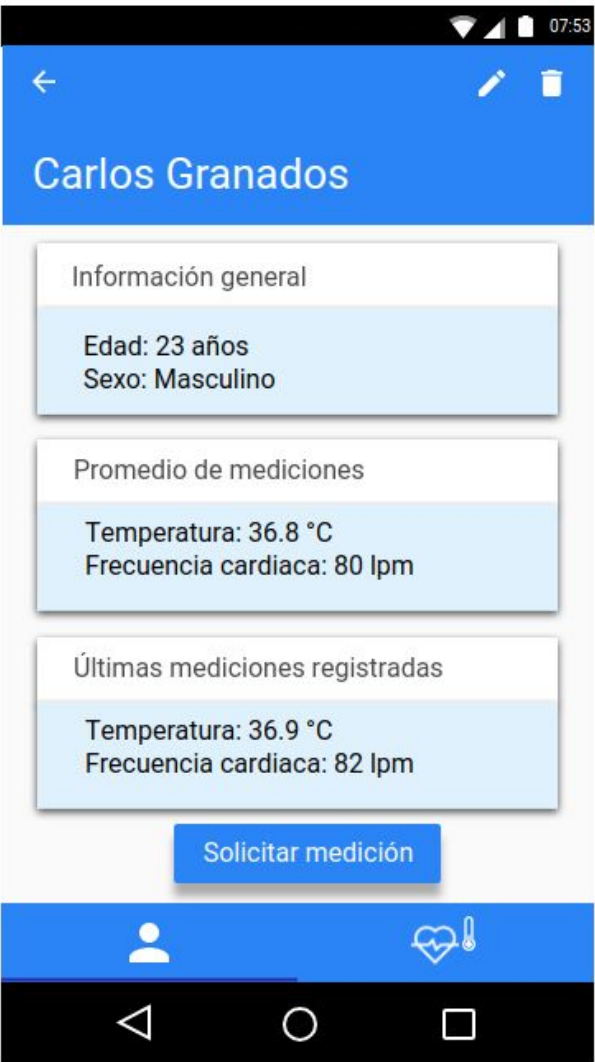 07:53
Carlos Granados
Información general
Edad: 23 años
Sexo: Masculino
Promedio de mediciones
Temperatura: 36.8 °C
Frecuencia cardiaca: 80 lpm
Últimas mediciones registradas
Temperatura: 36.9 °C
Frecuencia cardiaca: 82 lpm
Solicitar medición